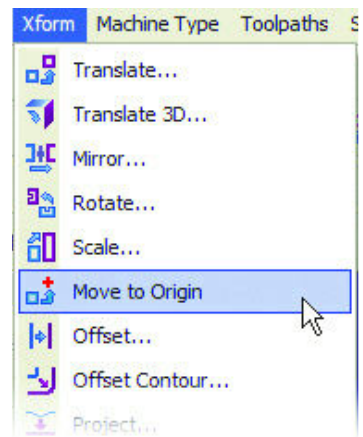 Xform Machine Type Toolpaths
Translate...
Translate 3D...
Mirror...
Rotate...
Scale...
Move to Origin
Offset...
Offset Contour...
Project...